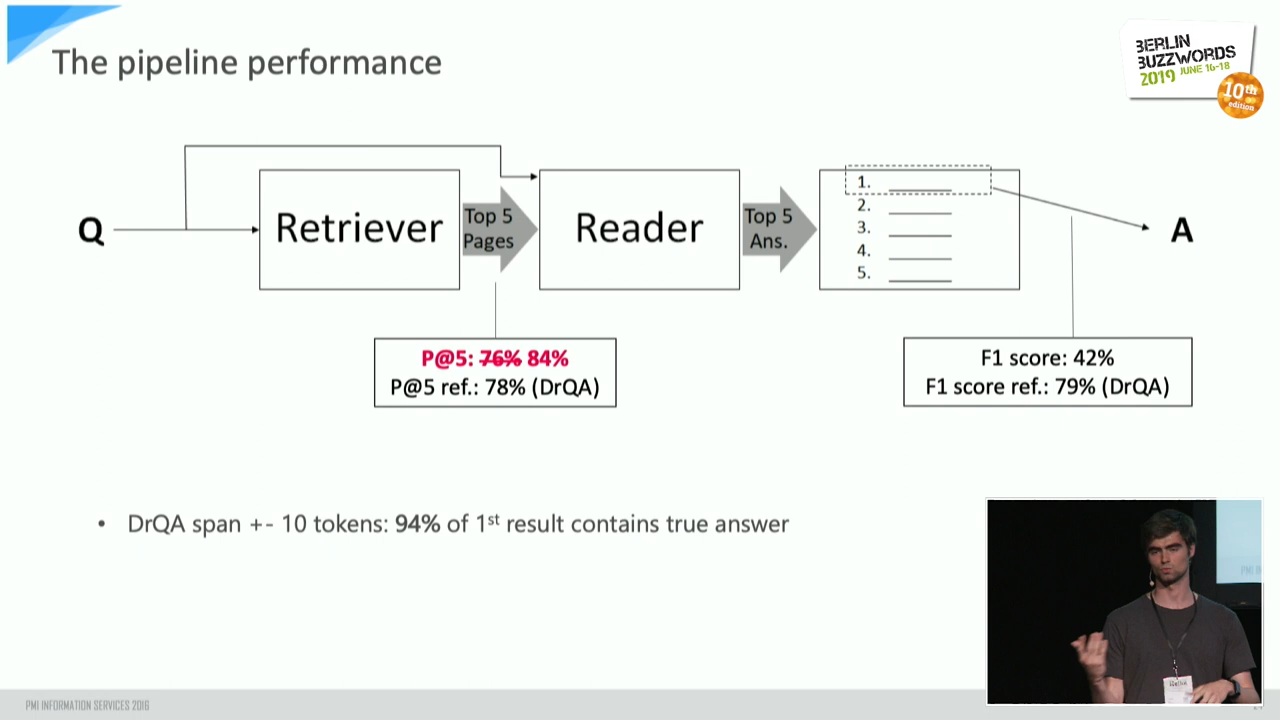 The pipeline performance
BERLIN
BUZZWORDS
2019 JUNE 16-18
10th
edition
Q
Retriever
Top 5
Pages
Reader
Top 5
Ans.
1.
2.
3.
4.
5.
A
P@5: 76% 84%
P@5 ref.: 78% (DrQA)
F1 score: 42%
F1 score ref.: 79% (DrQA)
• DrQA span +- 10 tokens: 94% of 1st result contains true answer
PMI INFORMATION SERVICES 2016